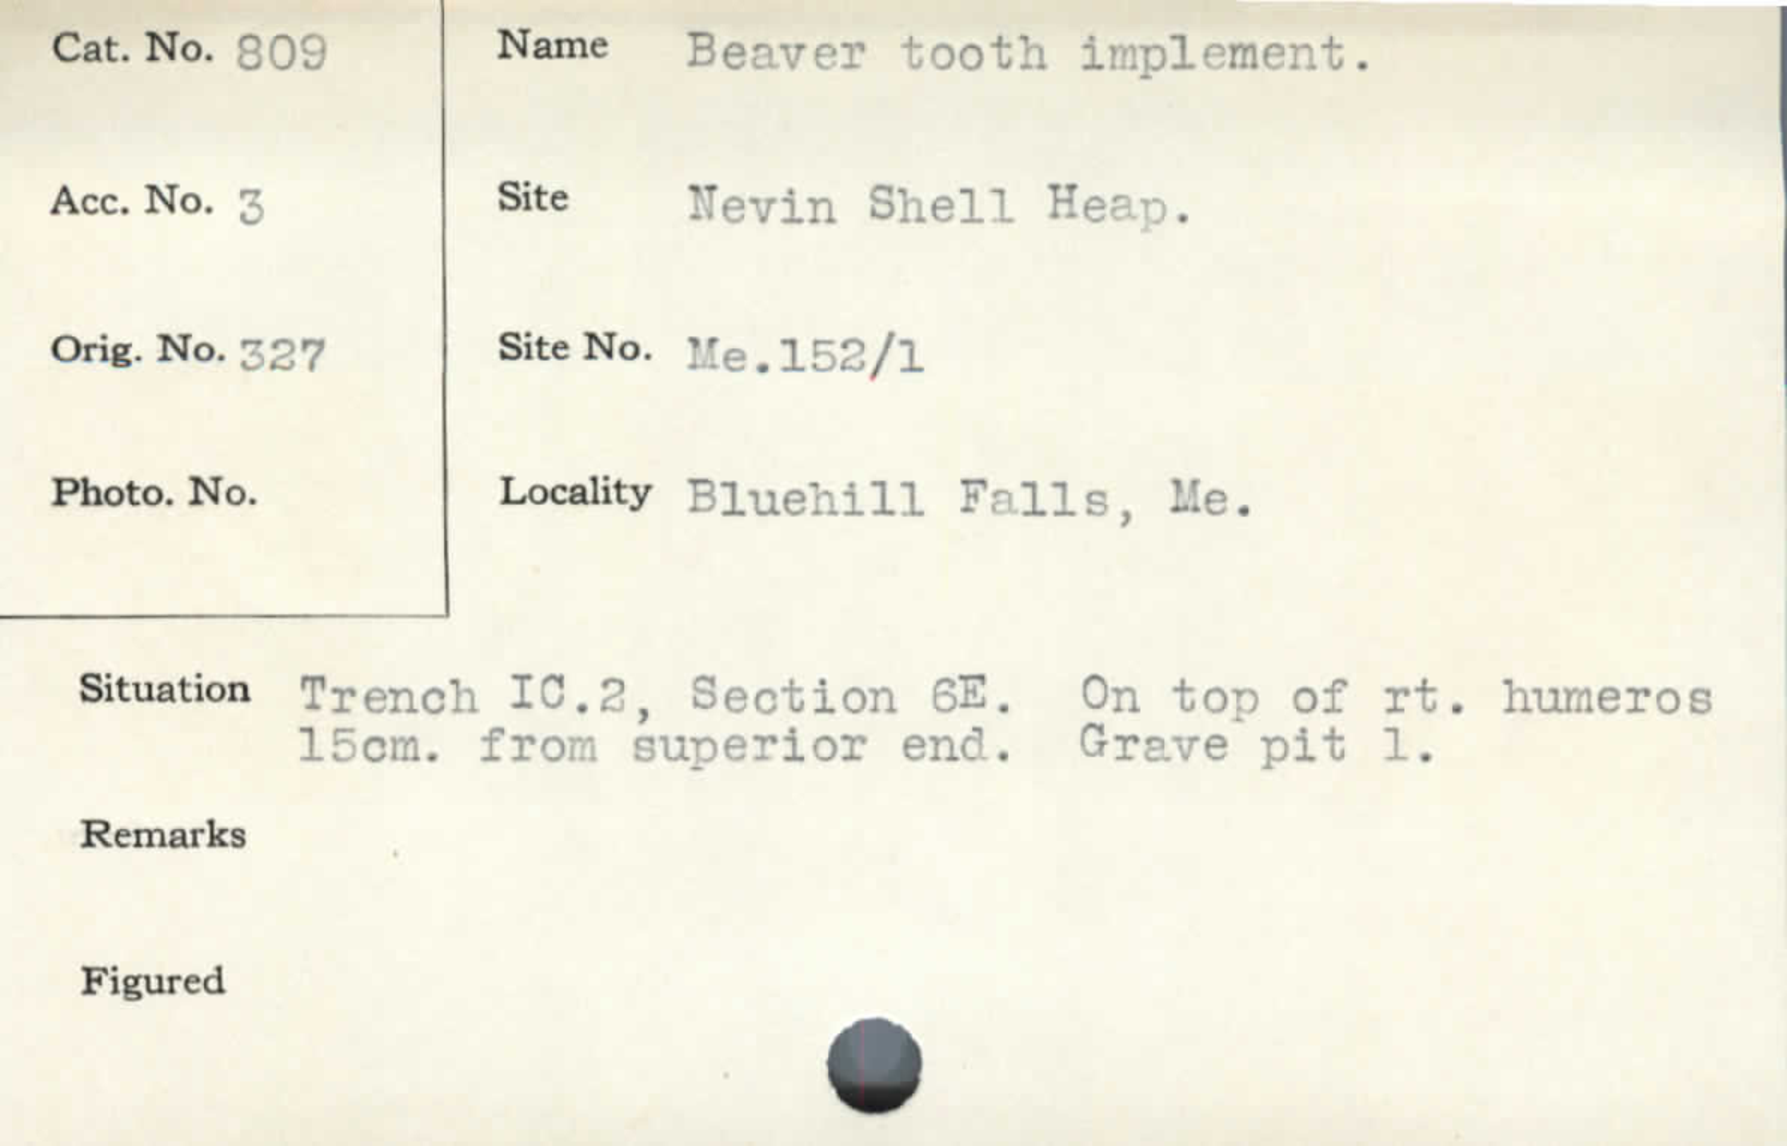 Cat. No. 809
Name Beaver tooth implement.
Acc. No. 3
Site Nevin Shell Heap.
Orig. No. 327
Site No. Me.152/1
Photo. No.
Locality Bluehill Falls, Me.
Situation Trench IC.2, Section 6E. On top of rt. humeros
15cm. from superior end. Grave pit 1.
Remarks
Figured